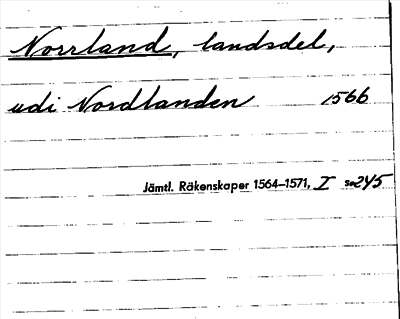 Norrland, landsdel,
udi Nordlanden 1566
Jämtl. Räkenskaper 1564–1571, I s. 245